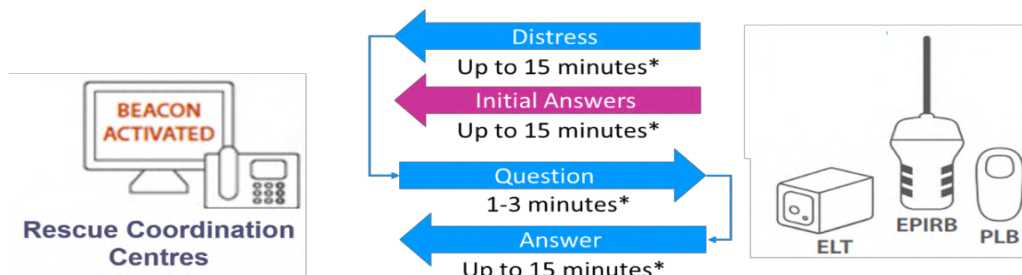 BEACON
ACTIVATED
Rescue Coordination
Centres
Distress
Up to 15 minutes*
Initial Answers
Up to 15 minutes*
Question
1-3 minutes*
Answer
Up to 15 minutes*
ELT
EPIRB
PLB